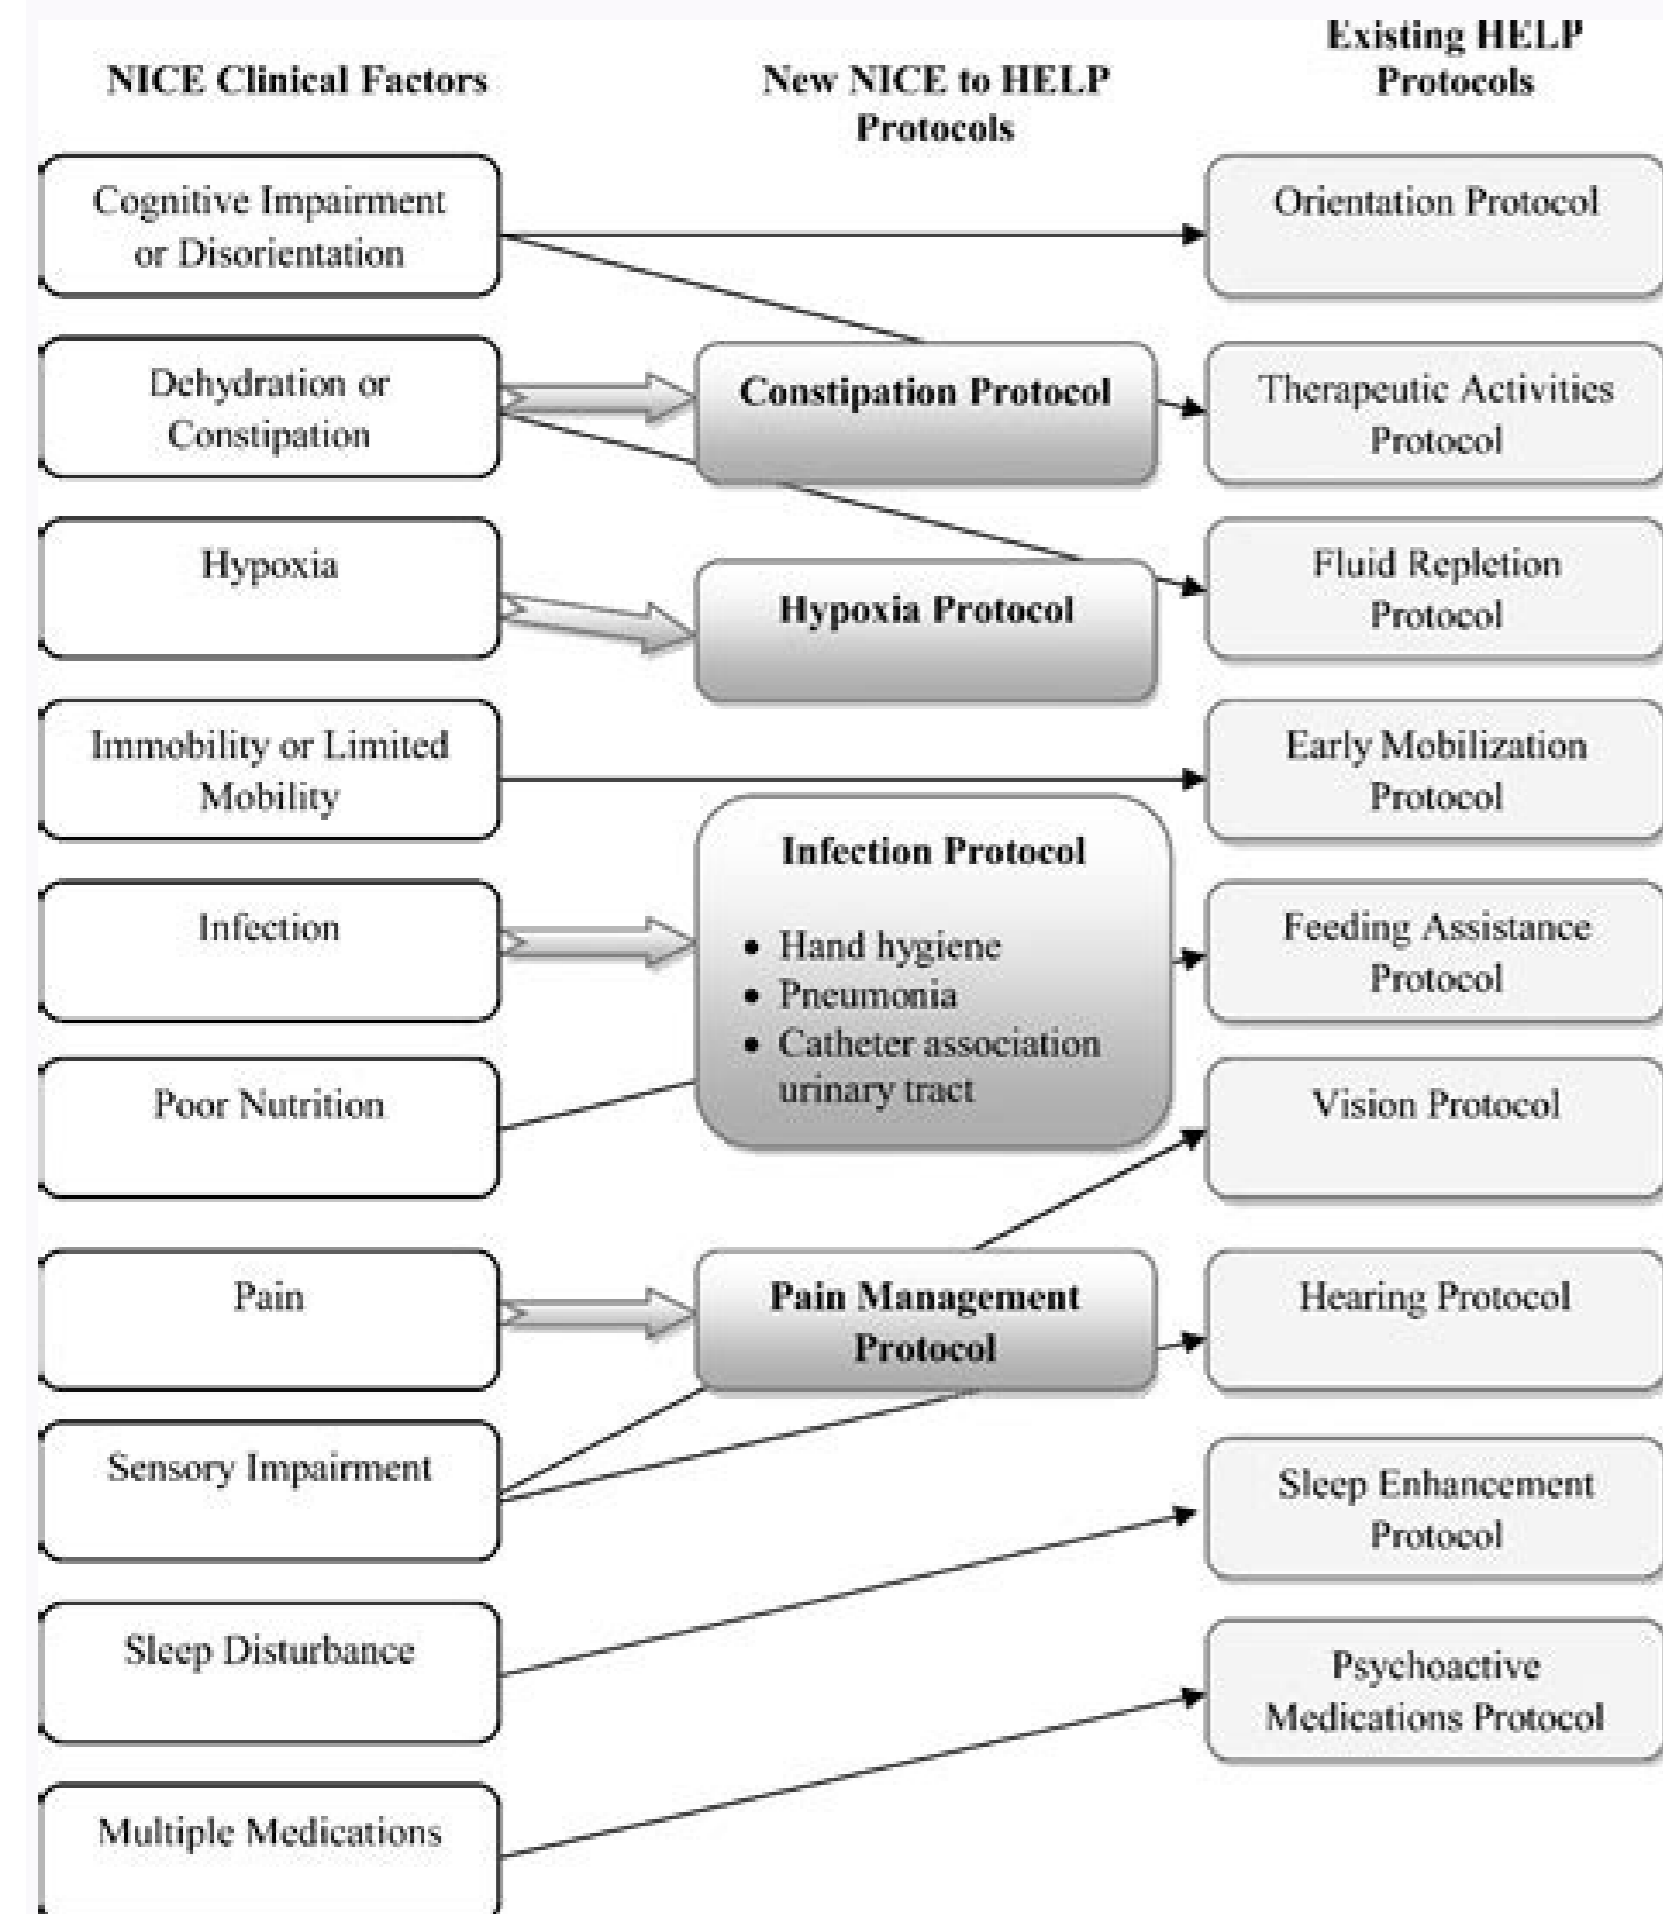 NICE Clinical Factors
New NICE to HELP
Protocols
Existing HELP
Protocols
Cognitive Impairment
or Disorientation
Orientation Protocol
Dehydration or
Constipation
Constipation Protocol
Therapeutic Activities
Protocol
Hypoxia
Hypoxia Protocol
Fluid Repletion
Protocol
Immobility or Limited
Mobility
Early Mobilization
Protocol
Infection
Infection Protocol
• Hand hygiene
• Pneumonia
• Catheter association
urinary tract
Feeding Assistance
Protocol
Poor Nutrition
Vision Protocol
Pain
Pain Management
Protocol
Hearing Protocol
Sensory Impairment
Sleep Enhancement
Protocol
Sleep Disturbance
Psychoactive
Medications Protocol
Multiple Medications